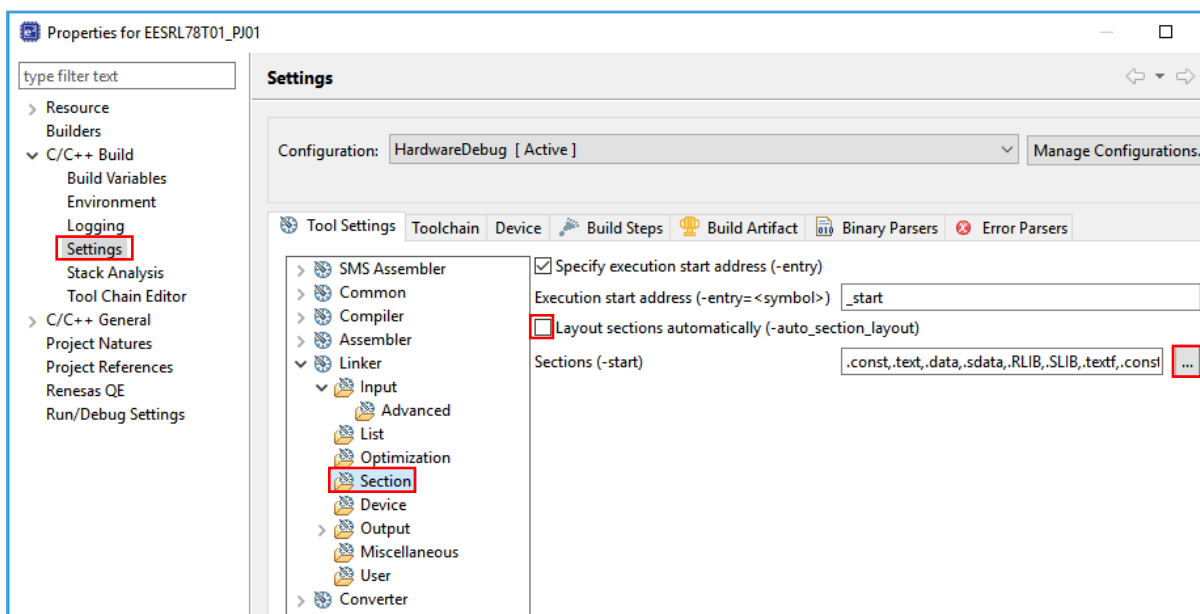 Properties for EESRL78T01_PJ01
type filter text
Settings
Resource
Builders
C/C++ Build
Build Variables
Environment
Logging
Settings
Stack Analysis
Tool Chain Editor
C/C++ General
Project Natures
Project References
Renesas QE
Run/Debug Settings
Configuration: HardwareDebug [ Active ] Manage Configurations.
Tool Settings Toolchain Device Build Steps Build Artifact Binary Parsers Error Parsers
SMS Assembler
Common
Compiler
Assembler
Linker
Input
Advanced
List
Optimization
Section
Device
Output
Miscellaneous
User
Converter
Specify execution start address (-entry)
Execution start address (-entry=<symbol>) _start
Layout sections automatically (-auto_section_layout)
Sections (-start) .const,.text,.data,.sdata,.RLIB,.SLIB,.textf,.const ...